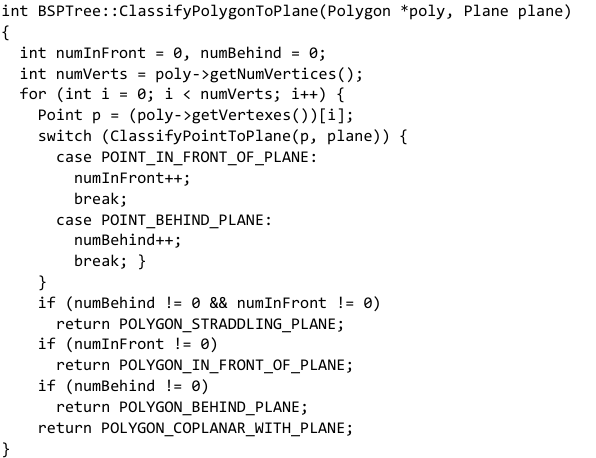 int BSPTree::ClassifyPolygonToPlane(Polygon *poly, Plane plane)
{
  int numInFront = 0, numBehind = 0;
  int numVerts = poly->getNumVertices();
  for (int i = 0; i < numVerts; i++) {
    Point p = (poly->getVertexes())[i];
    switch (ClassifyPointToPlane(p, plane)) {
      case POINT_IN_FRONT_OF_PLANE:
        numInFront++;
        break;
      case POINT_BEHIND_PLANE:
        numBehind++;
        break; }
    }
    if (numBehind != 0 && numInFront != 0)
      return POLYGON_STRADDLING_PLANE;
    if (numInFront != 0)
      return POLYGON_IN_FRONT_OF_PLANE;
    if (numBehind != 0)
      return POLYGON_BEHIND_PLANE;
    return POLYGON_COPLANAR_WITH_PLANE;
}